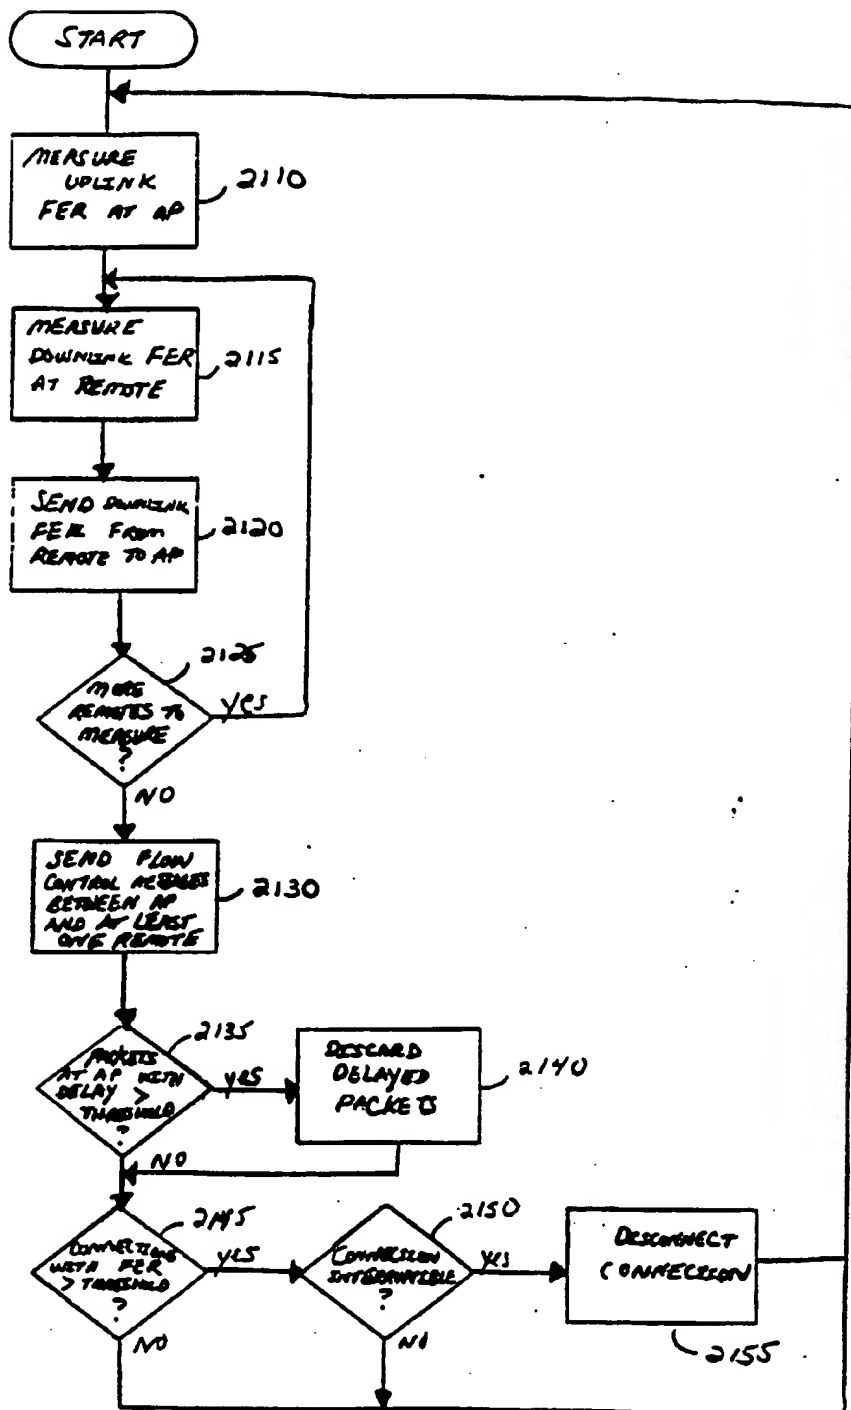 START
MEASURE
UPLINK
FER AT AP
2110
MEASURE
DOWNLINK FER
AT REMOTE
2115
SEND DOWNLINK
FER FROM
REMOTE TO AP
2120
2125
MORE
REMOTES TO
MEASURE
?
yes
NO
SEND FLOW
CONTROL MESSAGES
BETWEEN AP
AND AT LEAST
ONE REMOTE
2130
2135
PACKETS
AT AP WITH
DELAY >
THRESHOLD
?
yes
NO
DISCARD
DELAYED
PACKETS
2140
2145
CONNECTIONS
WITH FER
> THRESHOLD
?
yes
NO
2150
CONNECTION
INTERRUPTIBLE
?
yes
NO
DISCONNECT
CONNECTION
2155